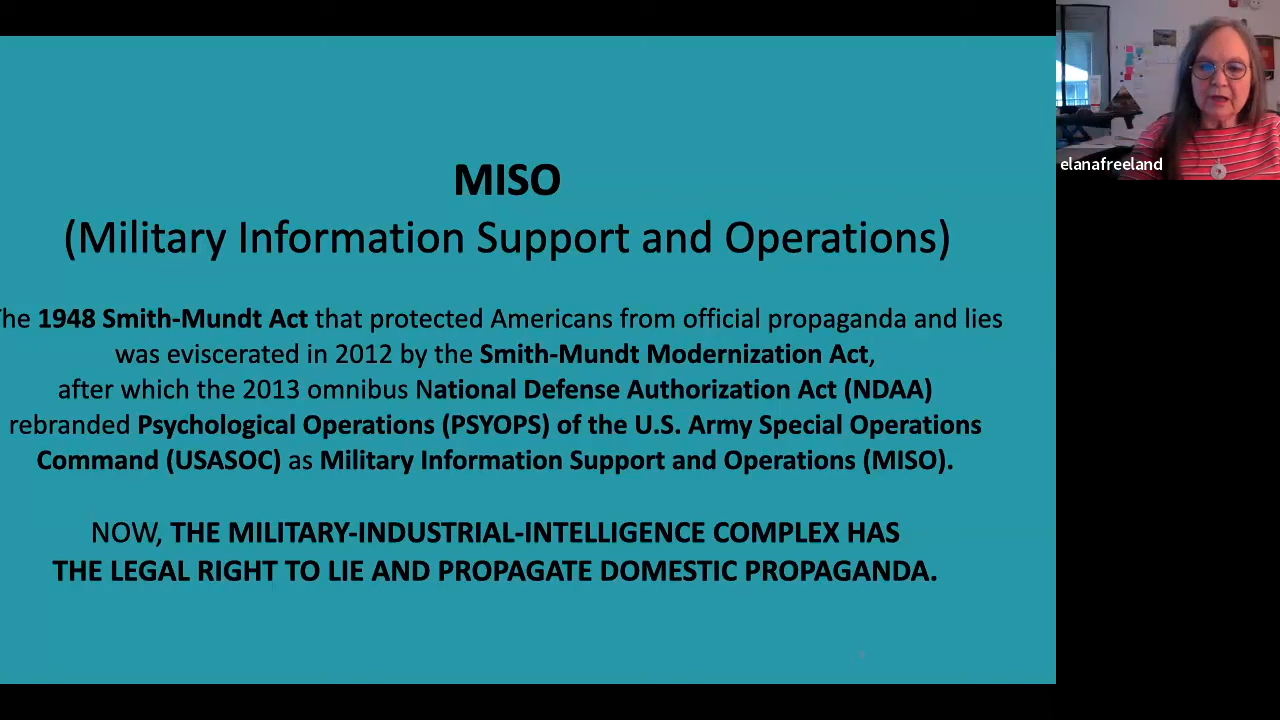 MISO
(Military Information Support and Operations)
he 1948 Smith-Mundt Act that protected Americans from official propaganda and lies
was eviscerated in 2012 by the Smith-Mundt Modernization Act,
after which the 2013 omnibus National Defense Authorization Act (NDAA)
rebranded Psychological Operations (PSYOPS) of the U.S. Army Special Operations
Command (USASOC) as Military Information Support and Operations (MISO).
NOW, THE MILITARY-INDUSTRIAL-INTELLIGENCE COMPLEX HAS
THE LEGAL RIGHT TO LIE AND PROPAGATE DOMESTIC PROPAGANDA.
elanafreeland